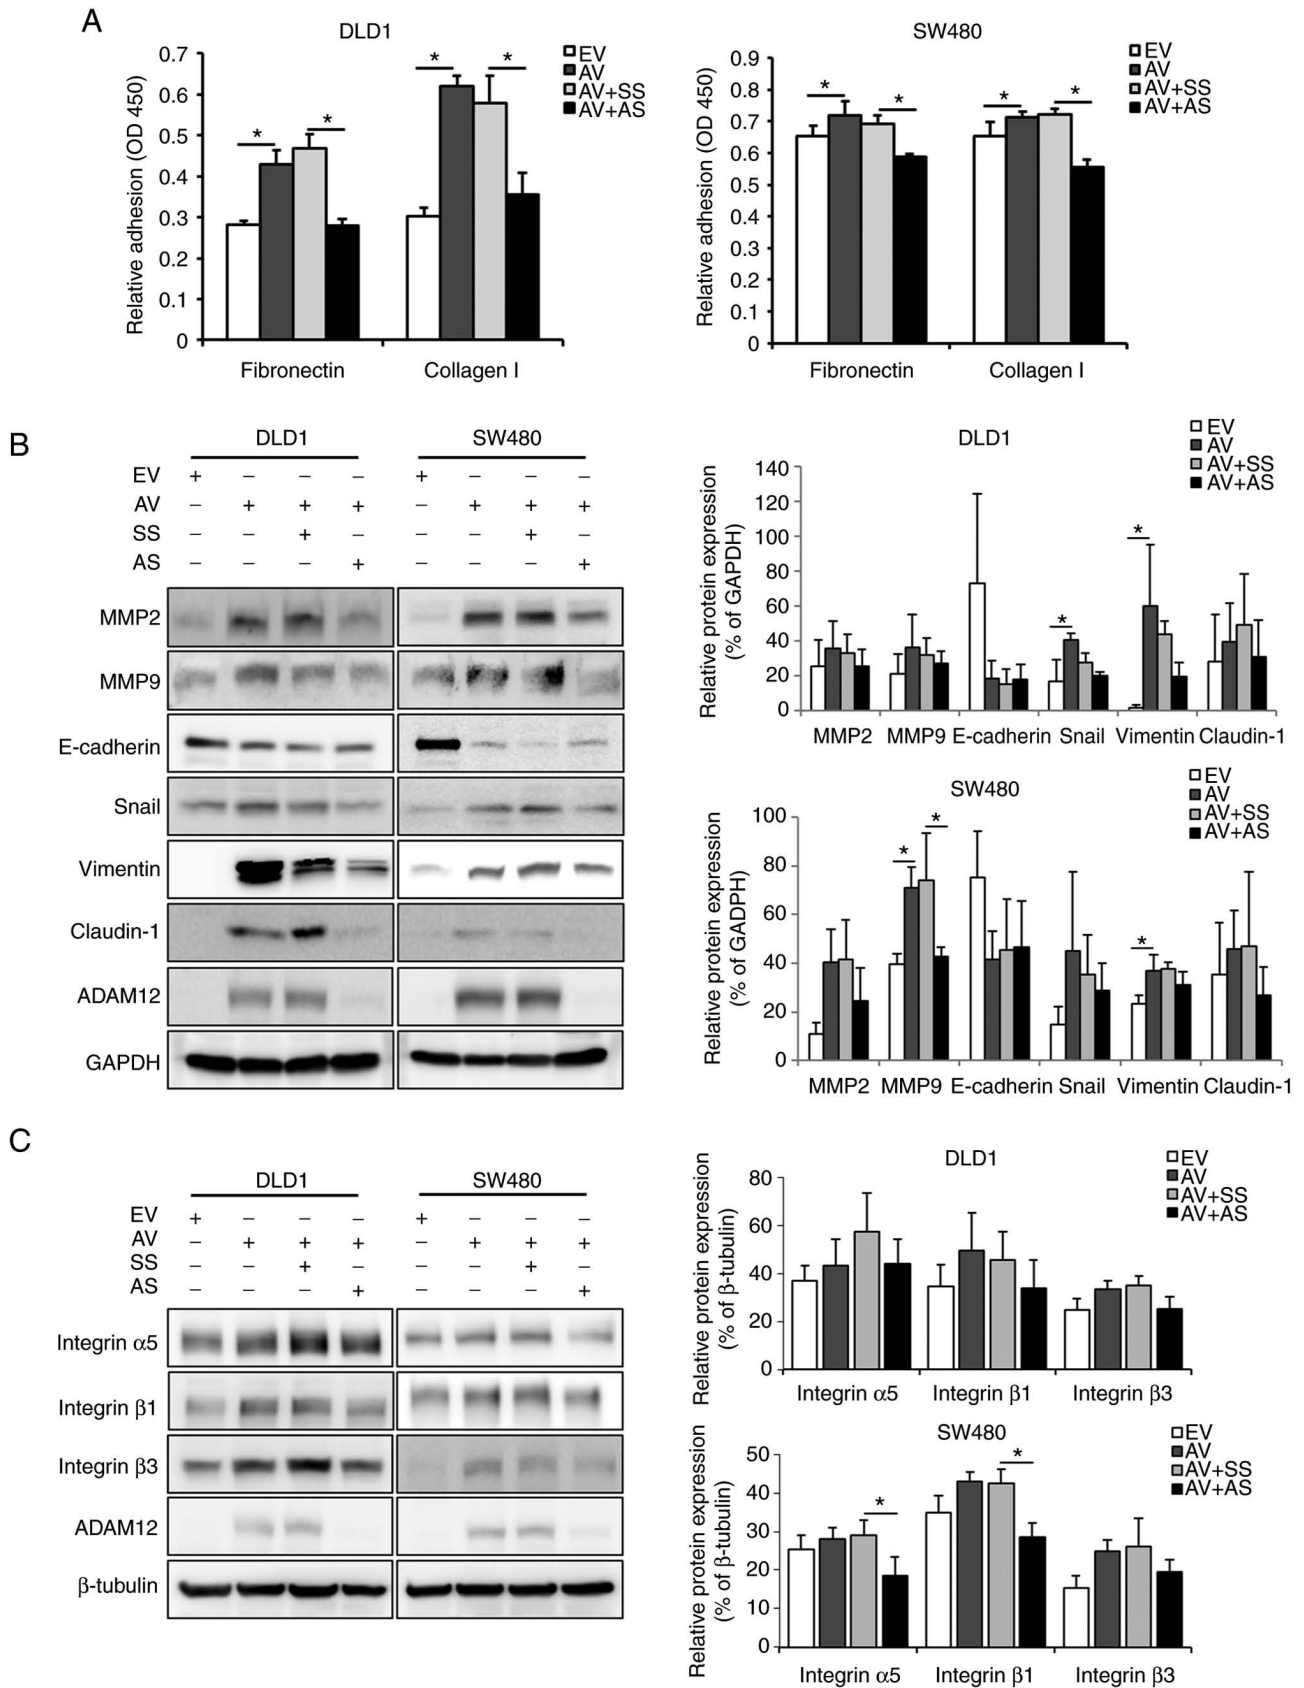 A
DLD1
Relative adhesion (OD 450)
0.7
0.6
0.5
0.4
0.3
0.2
0.1
0
* * * *
EV
AV
AV+SS
AV+AS
Fibronectin Collagen I
SW480
Relative adhesion (OD 450)
0.9
0.8
0.7
0.6
0.5
0.4
0.3
0.2
0.1
0
* * * *
EV
AV
AV+SS
AV+AS
Fibronectin Collagen I
B
DLD1 SW480
EV + – – – + – – –
AV – + + + – + + +
SS – – + – – – + –
AS – – – + – – – +
MMP2
MMP9
E-cadherin
Snail
Vimentin
Claudin-1
ADAM12
GAPDH
DLD1
Relative protein expression
(% of GAPDH)
140
120
100
80
60
40
20
0
* *
EV
AV
AV+SS
AV+AS
MMP2 MMP9 E-cadherin Snail Vimentin Claudin-1
SW480
Relative protein expression
(% of GADPH)
100
80
60
40
20
0
* * *
EV
AV
AV+SS
AV+AS
MMP2 MMP9 E-cadherin Snail Vimentin Claudin-1
C
DLD1 SW480
EV + – – – + – – –
AV – + + + – + + +
SS – – + – – – + –
AS – – – + – – – +
Integrin α5
Integrin β1
Integrin β3
ADAM12
β-tubulin
DLD1
Relative protein expression
(% of β-tubulin)
80
60
40
20
0
EV
AV
AV+SS
AV+AS
Integrin α5 Integrin β1 Integrin β3
SW480
Relative protein expression
(% of β-tubulin)
50
40
30
20
10
0
* *
EV
AV
AV+SS
AV+AS
Integrin α5 Integrin β1 Integrin β3